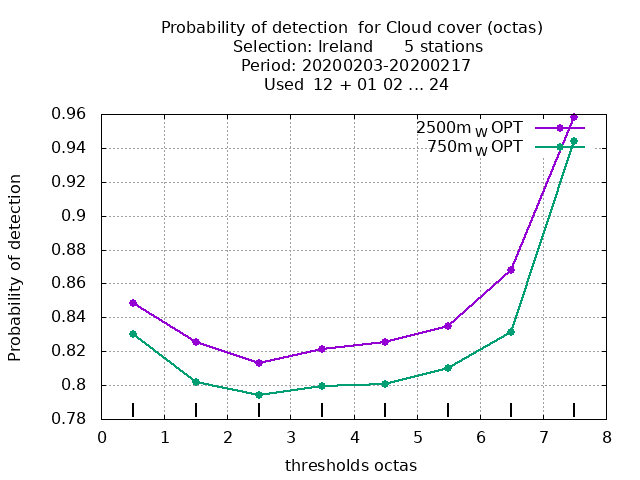 Probability of detection  for Cloud cover (octas)
Selection: Ireland      5 stations
Period: 20200203-20200217
Used  12 + 01 02 ... 24
2500m W OPT
750m W OPT
0.96
0.94
0.92
0.9
0.88
0.86
0.84
0.82
0.8
0.78
Probability of detection
0 1 2 3 4 5 6 7 8
thresholds octas